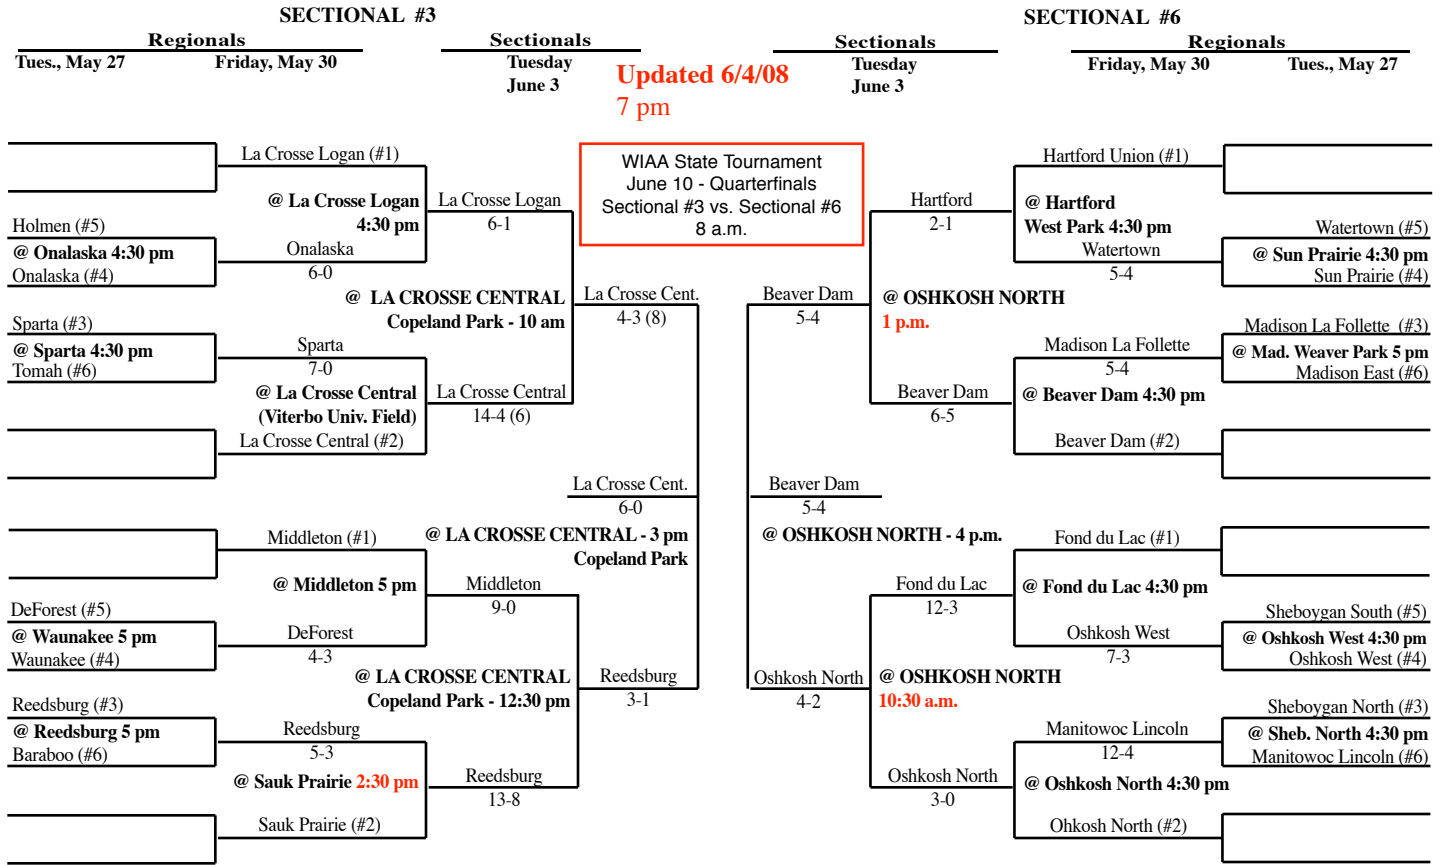 SECTIONAL #3
Regionals
Sectionals
Tues., May 27
Friday, May 30
Tuesday
June 3
Updated 6/4/08
7 pm
SECTIONAL #6
Sectionals
Regionals
Tuesday
June 3
Friday, May 30
Tues., May 27
WIAA State Tournament
June 10 - Quarterfinals
Sectional #3 vs. Sectional #6
8 a.m.
La Crosse Logan (#1)
@ La Crosse Logan
4:30 pm
La Crosse Logan
6-1
Holmen (#5)
@ Onalaska 4:30 pm
Onalaska (#4)
Onalaska
6-0
@ LA CROSSE CENTRAL
Copeland Park - 10 am
La Crosse Cent.
4-3 (8)
Sparta (#3)
@ Sparta 4:30 pm
Tomah (#6)
Sparta
7-0
@ La Crosse Central
(Viterbo Univ. Field)
La Crosse Central
14-4 (6)
La Crosse Central (#2)
La Crosse Cent.
6-0
@ LA CROSSE CENTRAL - 3 pm
Copeland Park
Middleton (#1)
@ Middleton 5 pm
Middleton
9-0
DeForest (#5)
@ Waunakee 5 pm
Waunakee (#4)
DeForest
4-3
@ LA CROSSE CENTRAL
Copeland Park - 12:30 pm
Reedsburg
3-1
Reedsburg (#3)
@ Reedsburg 5 pm
Baraboo (#6)
Reedsburg
5-3
@ Sauk Prairie 2:30 pm
Reedsburg
13-8
Sauk Prairie (#2)
Hartford Union (#1)
Hartford
2-1
@ Hartford
West Park 4:30 pm
Watertown
5-4
Watertown (#5)
@ Sun Prairie 4:30 pm
Sun Prairie (#4)
Beaver Dam
5-4
@ OSHKOSH NORTH
1 p.m.
Madison La Follette (#3)
@ Mad. Weaver Park 5 pm
Madison East (#6)
Madison La Follette
5-4
Beaver Dam
6-5
@ Beaver Dam 4:30 pm
Beaver Dam (#2)
Beaver Dam
5-4
@ OSHKOSH NORTH - 4 p.m.
Fond du Lac (#1)
Fond du Lac
12-3
@ Fond du Lac 4:30 pm
Sheboygan South (#5)
@ Oshkosh West 4:30 pm
Oshkosh West (#4)
Oshkosh West
7-3
Oshkosh North
4-2
@ OSHKOSH NORTH
10:30 a.m.
Sheboygan North (#3)
@ Sheb. North 4:30 pm
Manitowoc Lincoln (#6)
Manitowoc Lincoln
12-4
Oshkosh North
3-0
@ Oshkosh North 4:30 pm
Ohkosh North (#2)